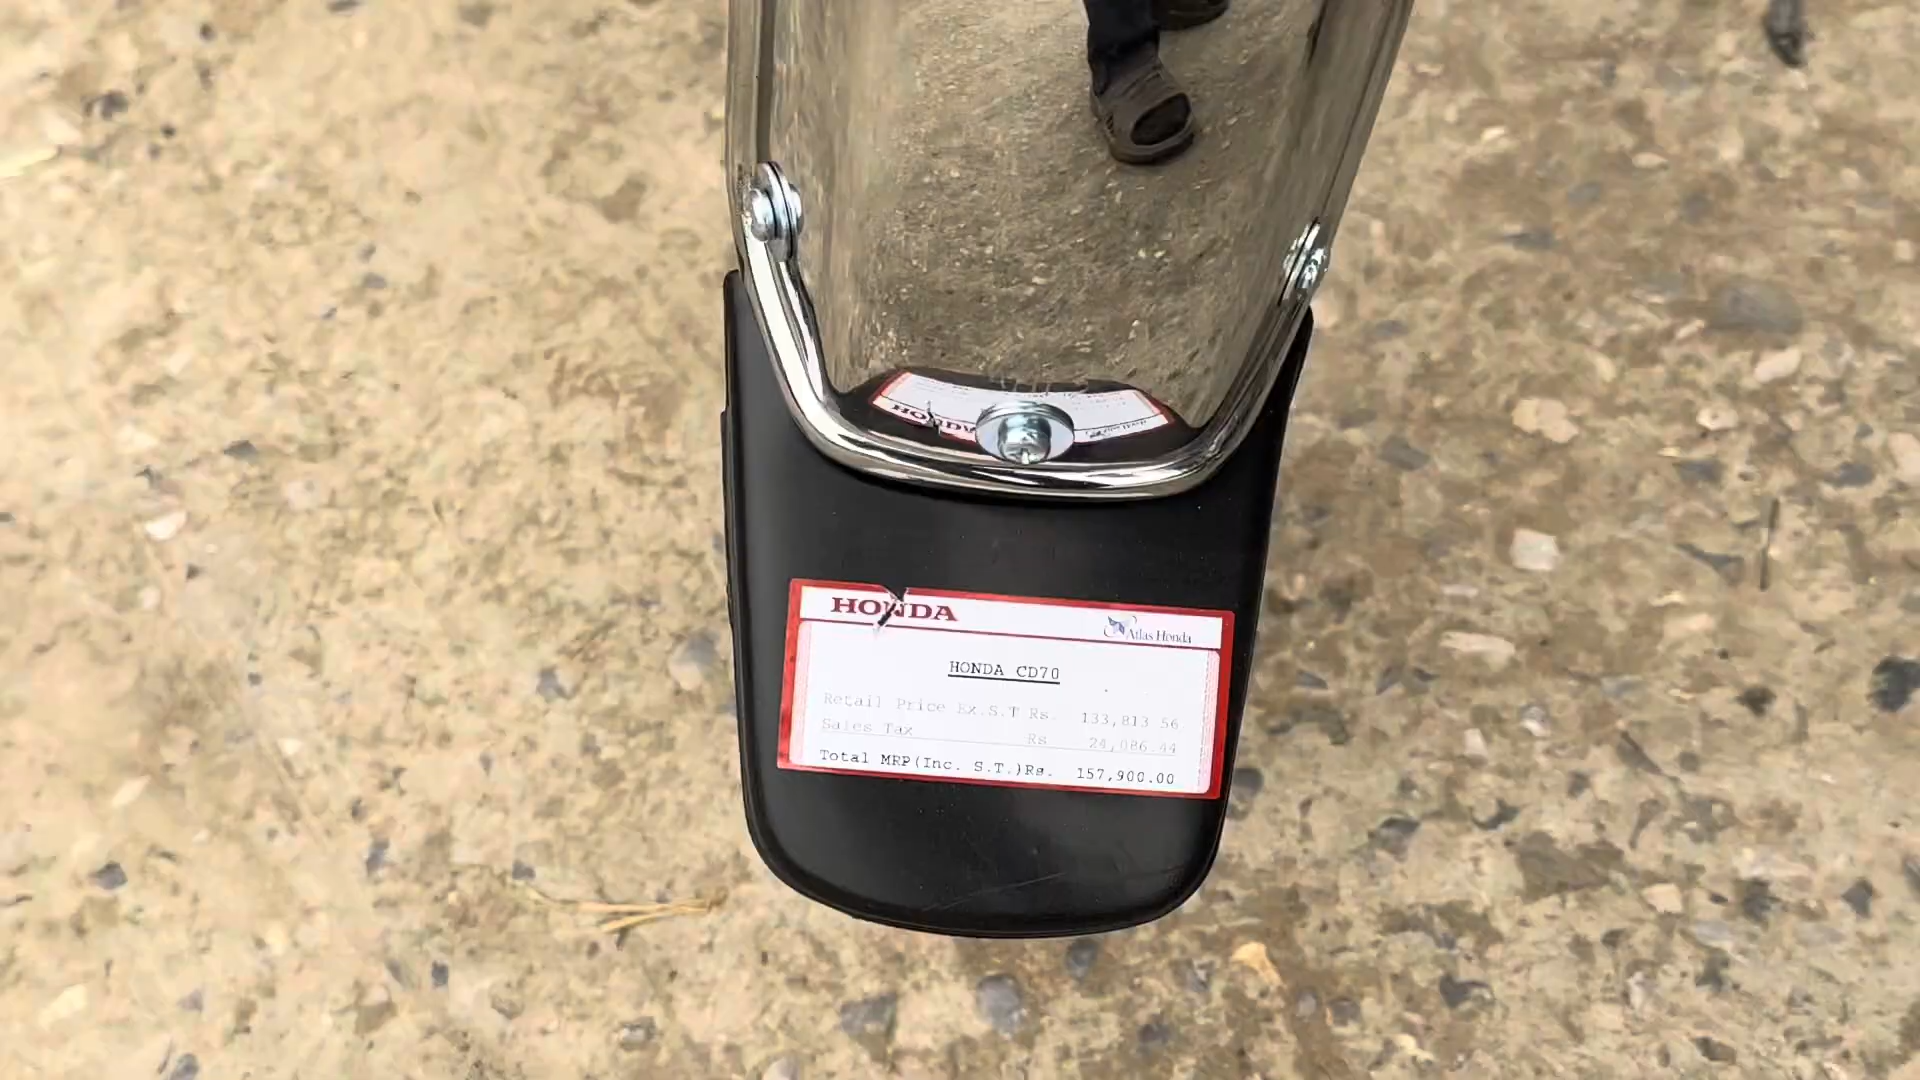 HONDA
HONDA
Atlas Honda
HONDA CD70
Retail Price Ex.S.T Rs. 133,813.56
Sales Tax Rs 24,086.44
Total MRP(Inc. S.T.)Rs. 157,900.00